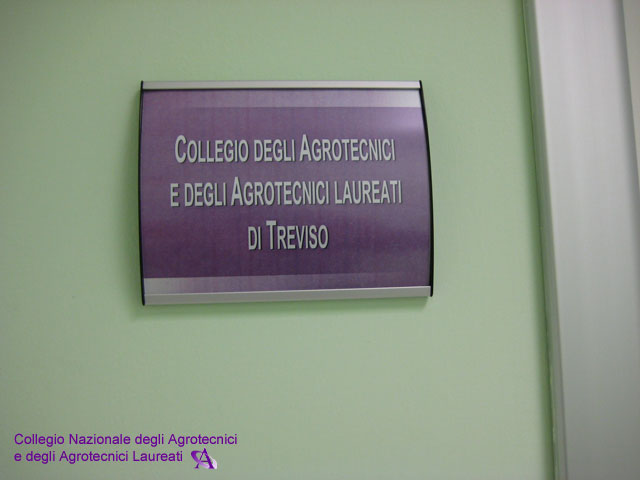 COLLEGIO DEGLI AGROTECNICI
E DEGLI AGROTECNICI LAUREATI
DI TREVISO
Collegio Nazionale degli Agrotecnici
e degli Agrotecnici Laureati